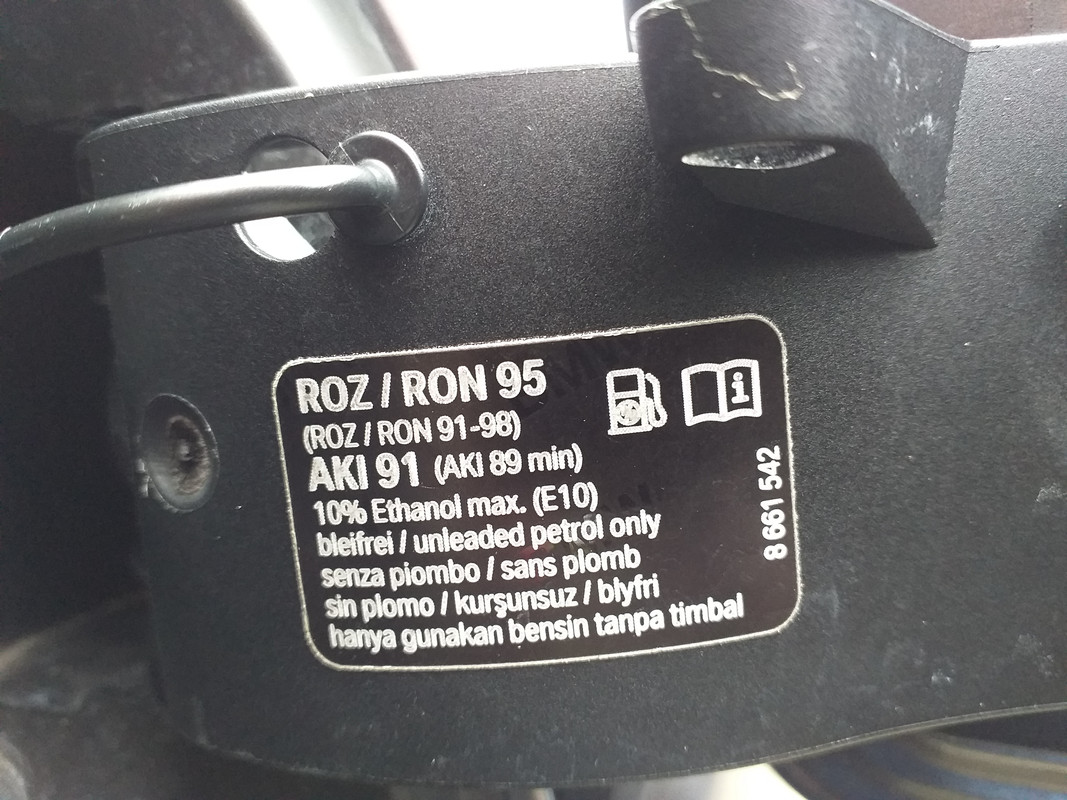 ROZ / RON 95
(ROZ / RON 91-98)
AKI 91 (AKI 89 min)
10% Ethanol max. (E10)
bleifrei / unleaded petrol only
senza piombo / sans plomb
sin plomo / kurşunsuz / blyfri
hanya gunakan bensin tanpa timbal
8 661 542